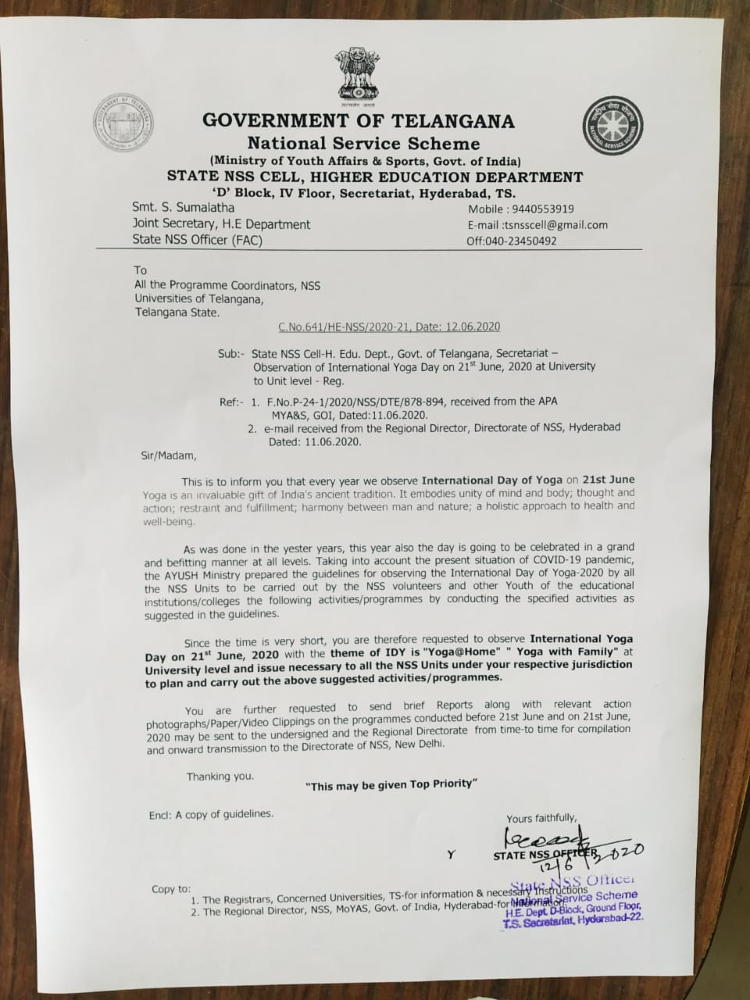 सत्यमेव जयते
GOVERNMENT OF TELANGANA
राष्ट्रीय सेवा योजना
NATIONAL SERVICE SCHEME
GOVERNMENT OF TELANGANA
National Service Scheme
(Ministry of Youth Affairs & Sports, Govt. of India)
STATE NSS CELL, HIGHER EDUCATION DEPARTMENT
‘D’ Block, IV Floor, Secretariat, Hyderabad, TS.
Smt. S. Sumalatha
Mobile : 9440553919
Joint Secretary, H.E Department
E-mail :tsnsscell@gmail.com
State NSS Officer (FAC)
Off:040-23450492
To
All the Programme Coordinators, NSS
Universities of Telangana,
Telangana State.
C.No.641/HE-NSS/2020-21, Date: 12.06.2020
Sub:- State NSS Cell-H. Edu. Dept., Govt. of Telangana, Secretariat –
Observation of International Yoga Day on 21st June, 2020 at University
to Unit level - Reg.
Ref:- 1. F.No.P-24-1/2020/NSS/DTE/878-894, received from the APA
MYA&S, GOI, Dated:11.06.2020.
2. e-mail received from the Regional Director, Directorate of NSS, Hyderabad
Dated: 11.06.2020.
Sir/Madam,
This is to inform you that every year we observe International Day of Yoga on 21st June
Yoga is an invaluable gift of India's ancient tradition. It embodies unity of mind and body; thought and
action; restraint and fulfillment; harmony between man and nature; a holistic approach to health and
well-being.
As was done in the yester years, this year also the day is going to be celebrated in a grand
and befitting manner at all levels. Taking into account the present situation of COVID-19 pandemic,
the AYUSH Ministry prepared the guidelines for observing the International Day of Yoga-2020 by all
the NSS Units to be carried out by the NSS volunteers and other Youth of the educational
institutions/colleges the following activities/programmes by conducting the specified activities as
suggested in the guidelines.
Since the time is very short, you are therefore requested to observe International Yoga
Day on 21st June, 2020 with the theme of IDY is "Yoga@Home" " Yoga with Family" at
University level and issue necessary to all the NSS Units under your respective jurisdiction
to plan and carry out the above suggested activities/programmes.
You are further requested to send brief Reports along with relevant action
photographs/Paper/Video Clippings on the programmes conducted before 21st June and on 21st June,
2020 may be sent to the undersigned and the Regional Directorate from time-to time for compilation
and onward transmission to the Directorate of NSS, New Delhi.
Thanking you.
“This may be given Top Priority”
Encl: A copy of guidelines.
Yours faithfully,
STATE NSS OFFICER
12/6/2020
Copy to:
1. The Registrars, Concerned Universities, TS-for information & necessary Instructions
2. The Regional Director, NSS, MoYAS, Govt. of India, Hyderabad-for Information.
State NSS Officer
National Service Scheme
H.E. Dept. D-Block, Ground Floor,
T.S. Secretariat, Hyderabad-22.